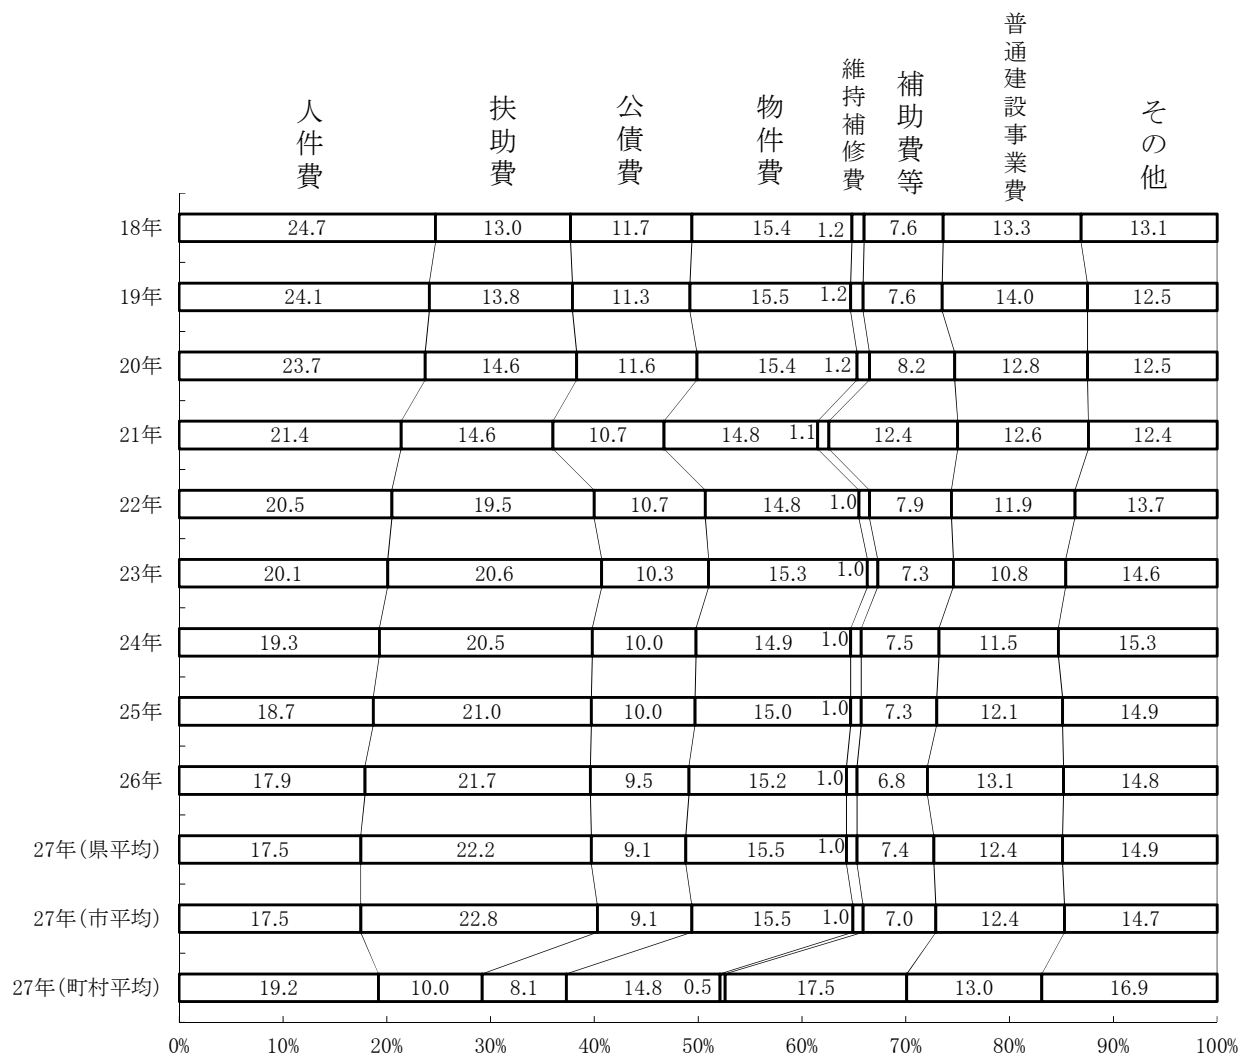 人件費
扶助費
公債費
物件費
維持補修費
補助費等
普通建設事業費
その他
18年 24.7 13.0 11.7 15.4 1.2 7.6 13.3 13.1
19年 24.1 13.8 11.3 15.5 1.2 7.6 14.0 12.5
20年 23.7 14.6 11.6 15.4 1.2 8.2 12.8 12.5
21年 21.4 14.6 10.7 14.8 1.1 12.4 12.6 12.4
22年 20.5 19.5 10.7 14.8 1.0 7.9 11.9 13.7
23年 20.1 20.6 10.3 15.3 1.0 7.3 10.8 14.6
24年 19.3 20.5 10.0 14.9 1.0 7.5 11.5 15.3
25年 18.7 21.0 10.0 15.0 1.0 7.3 12.1 14.9
26年 17.9 21.7 9.5 15.2 1.0 6.8 13.1 14.8
27年(県平均) 17.5 22.2 9.1 15.5 1.0 7.4 12.4 14.9
27年(市平均) 17.5 22.8 9.1 15.5 1.0 7.0 12.4 14.7
27年(町村平均) 19.2 10.0 8.1 14.8 0.5 17.5 13.0 16.9
0% 10% 20% 30% 40% 50% 60% 70% 80% 90% 100%